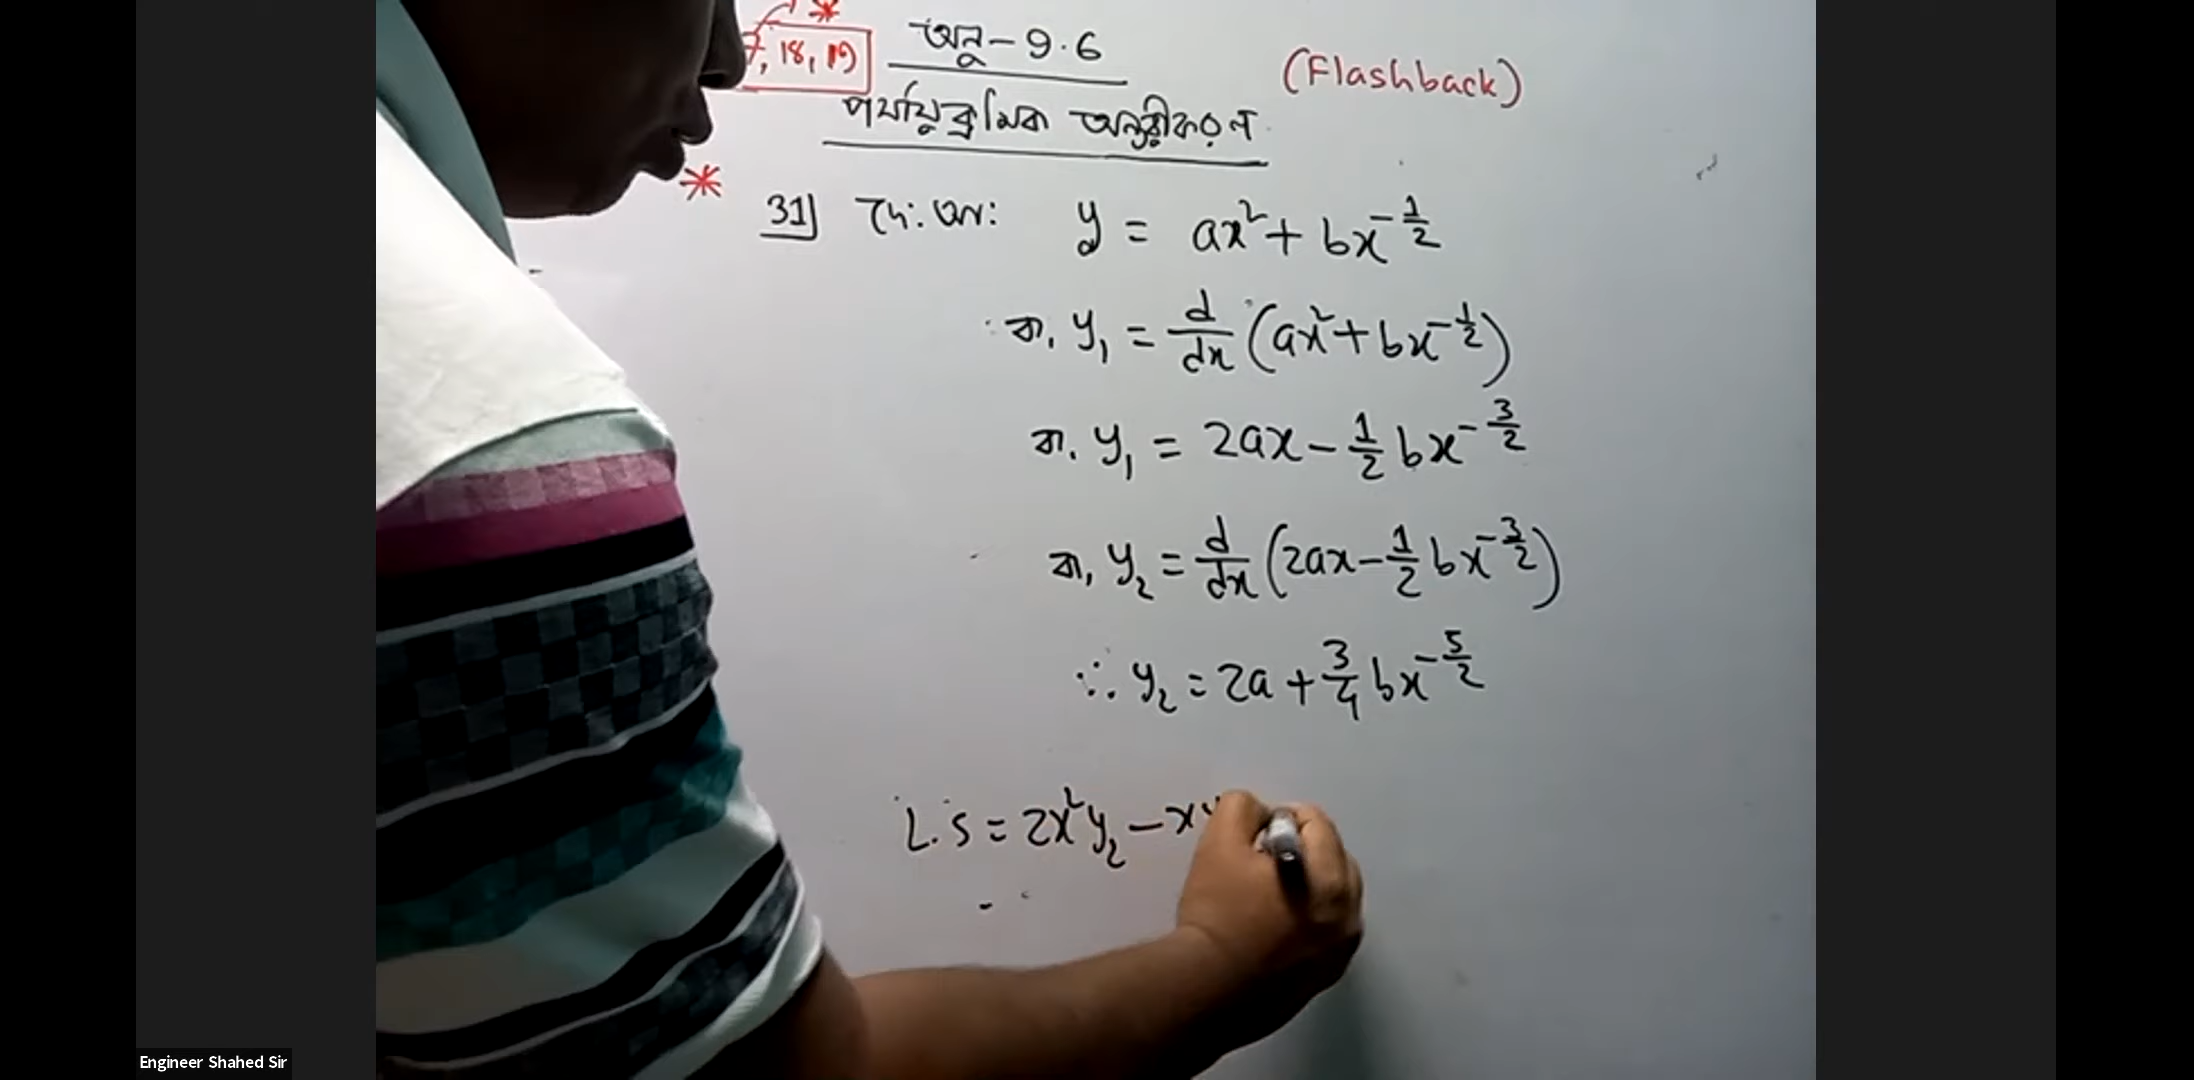 7, 18, 19
অনু - 9.6
(Flashback)
পর্যায়ক্রমিক অন্তরীকরণ
31] দে: আ: y = ax² + bx^{-1/2}
বা, y₁ = d/dx (ax² + bx^{-1/2})
বা, y₁ = 2ax - 1/2 bx^{-3/2}
বা, y₂ = d/dx (2ax - 1/2 bx^{-3/2})
∴ y₂ = 2a + 3/4 bx^{-5/2}
L.S = 2x²y₂ - xy
Engineer Shahed Sir